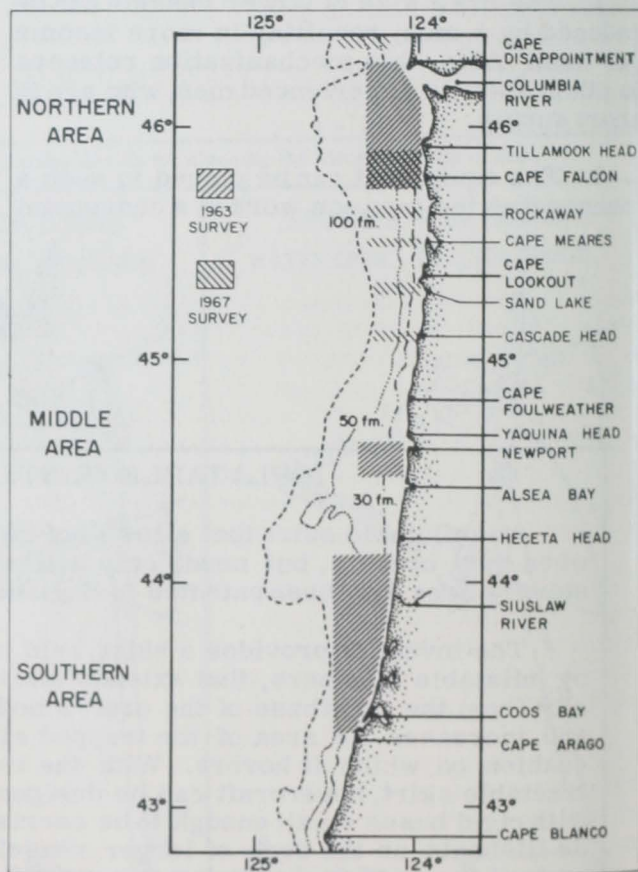 125°
124°
CAPE
DISAPPOINTMENT
COLUMBIA
RIVER
NORTHERN
AREA
46°
46°
TILLAMOOK HEAD
CAPE FALCON
1963
SURVEY
100 fm.
ROCKAWAY
CAPE MEARES
CAPE
LOOKOUT
1967
SURVEY
SAND LAKE
CASCADE HEAD
45°
45°
CAPE
FOULWEATHER
MIDDLE
AREA
50 fm.
YAQUINA HEAD
NEWPORT
30 fm.
ALSEA BAY
HECETA HEAD
44°
44°
SIUSLAW
RIVER
SOUTHERN
AREA
COOS BAY
CAPE ARAGO
43°
43°
CAPE BLANCO
125°
124°